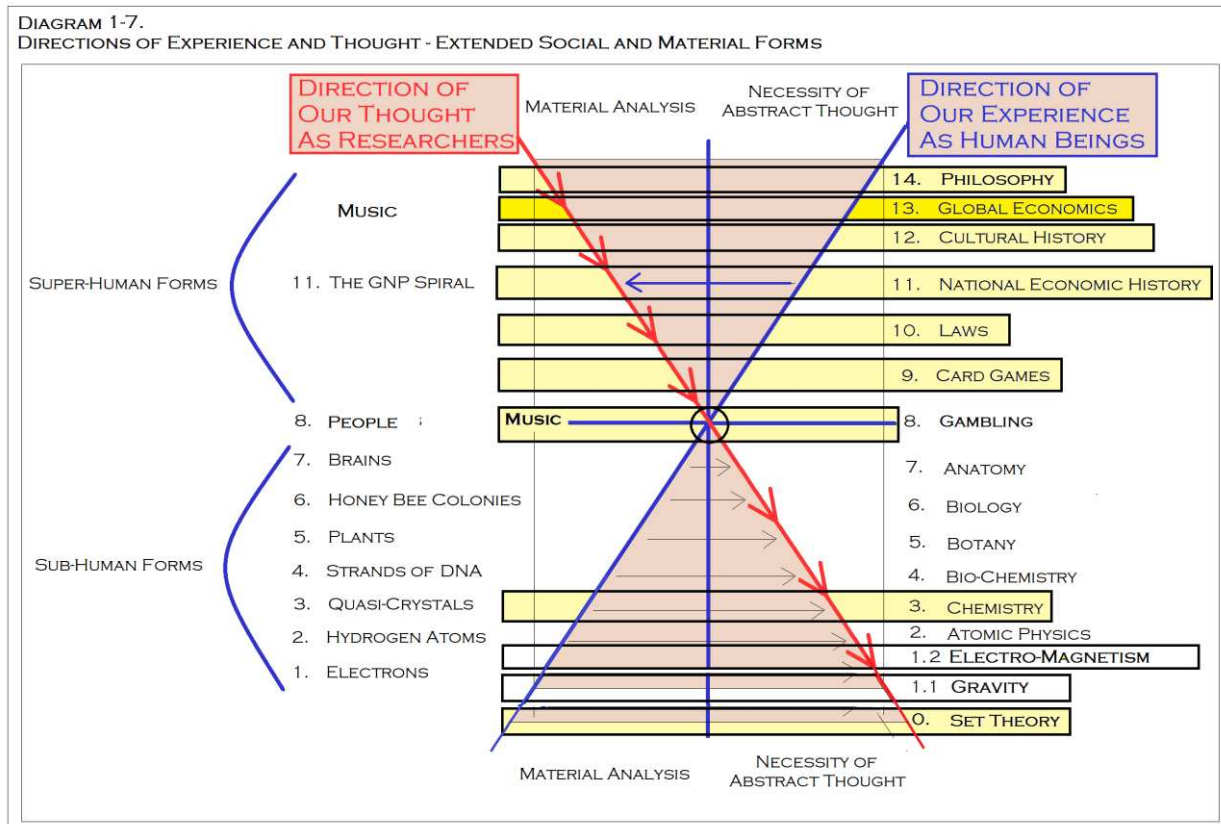 DIAGRAM 1-7.
DIRECTIONS OF EXPERIENCE AND THOUGHT - EXTENDED SOCIAL AND MATERIAL FORMS
DIRECTION OF
OUR THOUGHT
AS RESEARCHERS
MATERIAL ANALYSIS
NECESSITY OF
ABSTRACT THOUGHT
DIRECTION OF
OUR EXPERIENCE
AS HUMAN BEINGS
14. PHILOSOPHY
MUSIC
13. GLOBAL ECONOMICS
12. CULTURAL HISTORY
SUPER-HUMAN FORMS
11. THE GNP SPIRAL
11. NATIONAL ECONOMIC HISTORY
10. LAWS
9. CARD GAMES
8. PEOPLE
MUSIC
8. GAMBLING
7. BRAINS
7. ANATOMY
6. HONEY BEE COLONIES
6. BIOLOGY
5. PLANTS
5. BOTANY
SUB-HUMAN FORMS
4. STRANDS OF DNA
4. BIO-CHEMISTRY
3. QUASI-CRYSTALS
3. CHEMISTRY
2. HYDROGEN ATOMS
2. ATOMIC PHYSICS
1.2 ELECTRO-MAGNETISM
1. ELECTRONS
1.1 GRAVITY
0. SET THEORY
MATERIAL ANALYSIS
NECESSITY OF
ABSTRACT THOUGHT